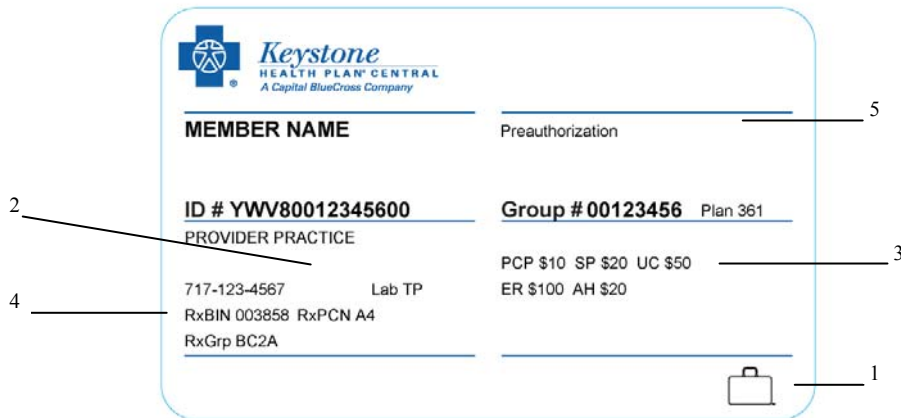 Keystone
HEALTH PLAN® CENTRAL
A Capital BlueCross Company
®
5
MEMBER NAME
Preauthorization
2
ID # YWV80012345600
Group # 00123456 Plan 361
PROVIDER PRACTICE
PCP $10 SP $20 UC $50
3
717-123-4567 Lab TP
ER $100 AH $20
4
RxBIN 003858 RxPCN A4
RxGrp BC2A
1